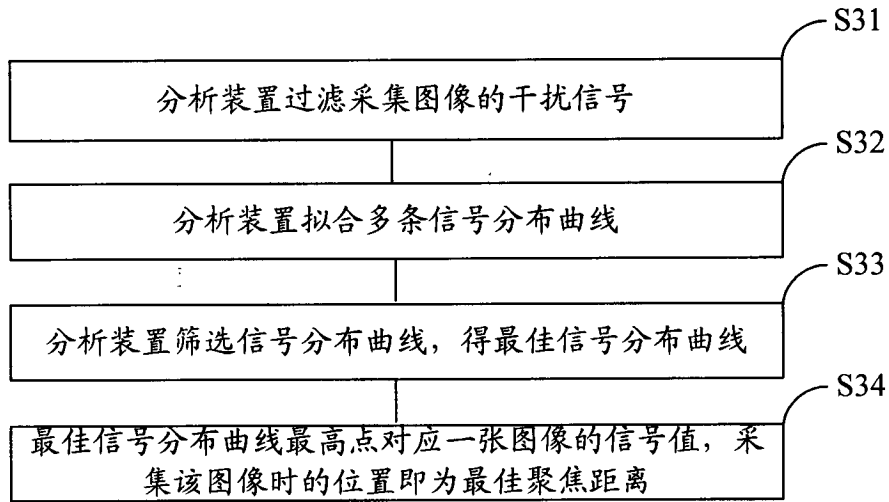 S31
分析装置过滤采集图像的干扰信号
S32
分析装置拟合多条信号分布曲线
S33
分析装置筛选信号分布曲线，得最佳信号分布曲线
S34
最佳信号分布曲线最高点对应一张图像的信号值，采
集该图像时的位置即为最佳聚焦距离